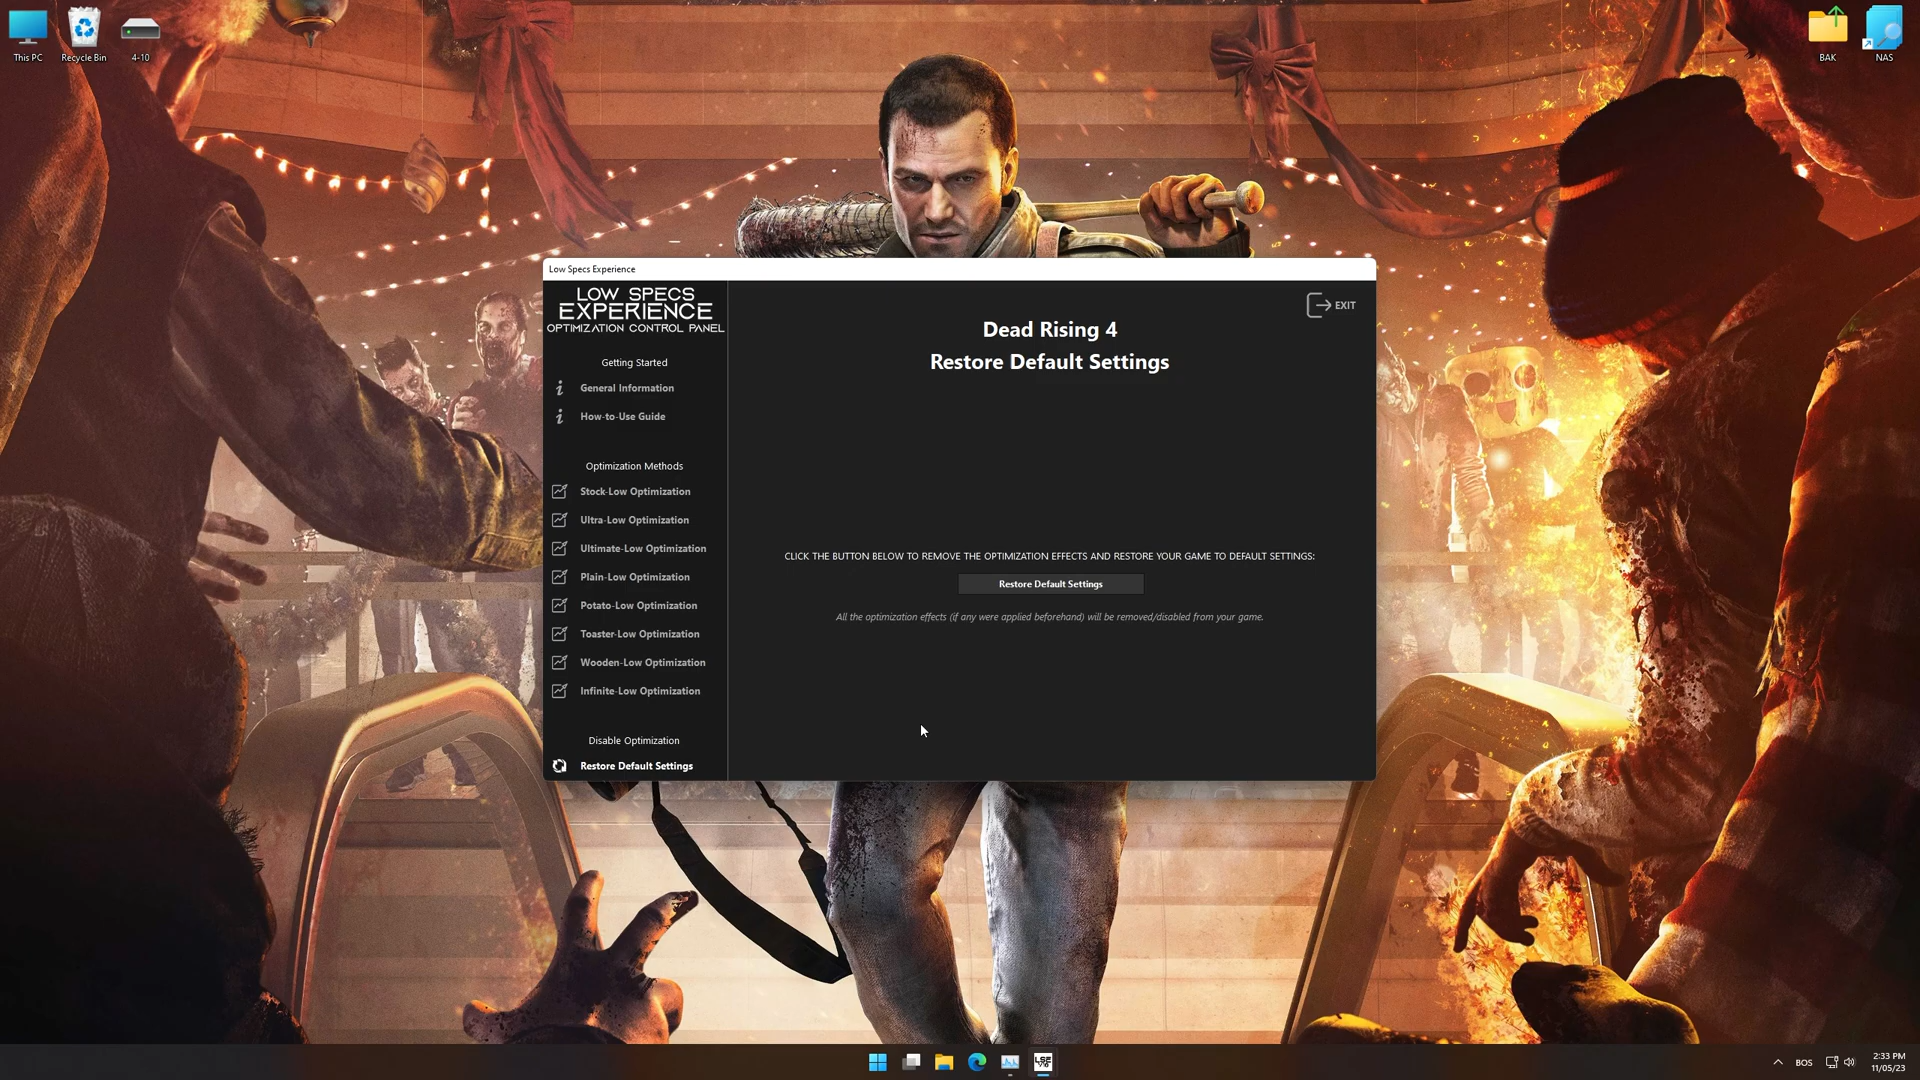 This PC
Recycle Bin
4-10
BAK
NAS
Low Specs Experience
LOW SPECS
EXPERIENCE
OPTIMIZATION CONTROL PANEL
Getting Started
General Information
How-to-Use Guide
Optimization Methods
Stock-Low Optimization
Ultra-Low Optimization
Ultimate-Low Optimization
Plain-Low Optimization
Potato-Low Optimization
Toaster-Low Optimization
Wooden-Low Optimization
Infinite-Low Optimization
Disable Optimization
Restore Default Settings
EXIT
Dead Rising 4
Restore Default Settings
CLICK THE BUTTON BELOW TO REMOVE THE OPTIMIZATION EFFECTS AND RESTORE YOUR GAME TO DEFAULT SETTINGS:
Restore Default Settings
All the optimization effects (if any were applied beforehand) will be removed/disabled from your game.
LSE
BOS
2:33 PM
11/05/23